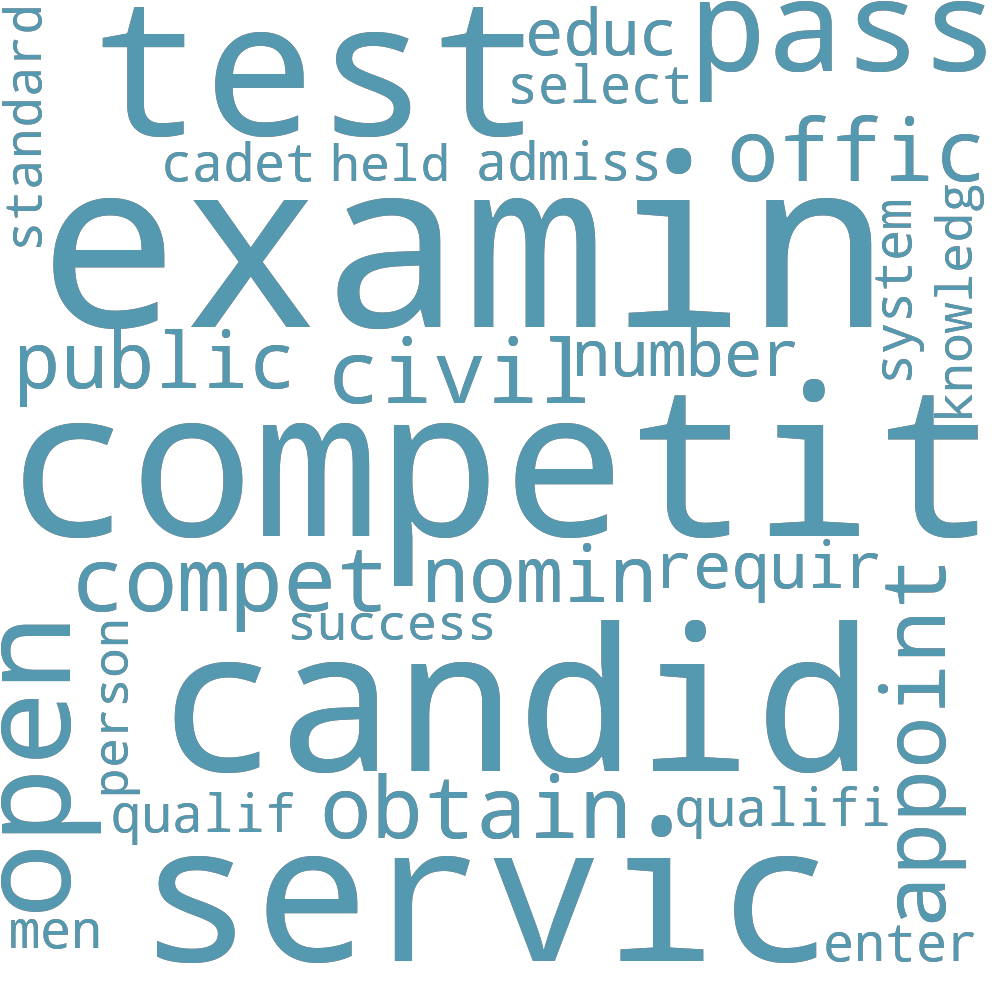 test
educ
pass
select
standard
cadet
held
admiss
offic
examin
system
knowledg
public
civil
number
competit
compet
nomin
requir
success
open
person
candid
appoint
qualif
obtain
qualifi
servic
men
enter